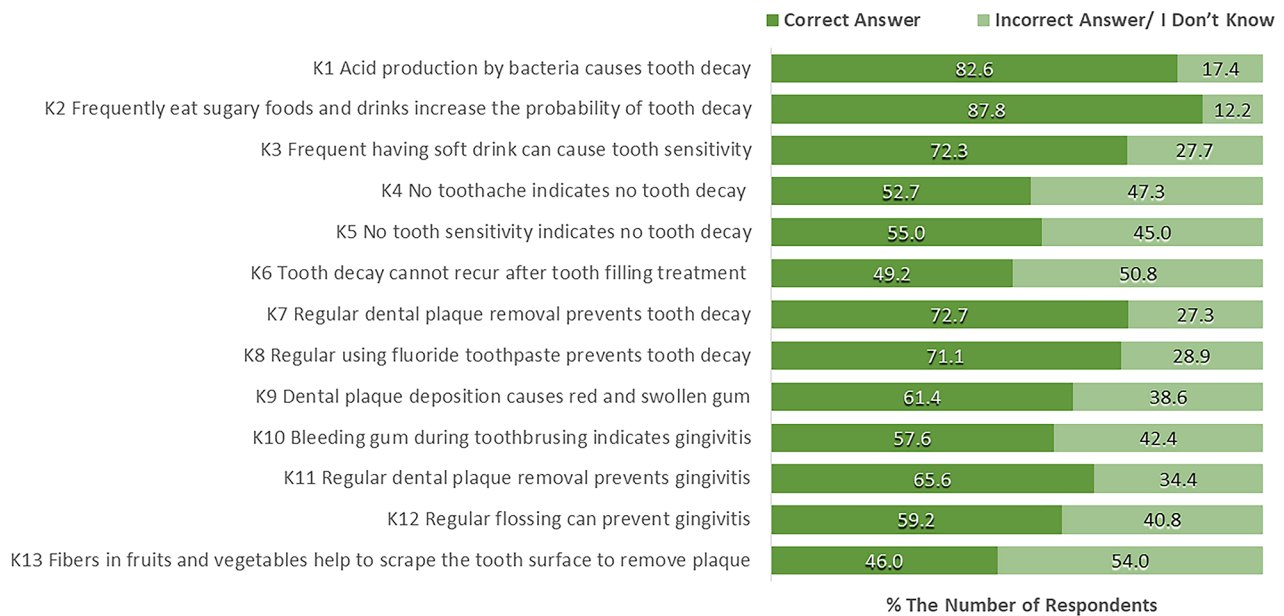 Correct Answer Incorrect Answer/ I Don't Know
K1 Acid production by bacteria causes tooth decay 82.6 17.4
K2 Frequently eat sugary foods and drinks increase the probability of tooth decay 87.8 12.2
K3 Frequent having soft drink can cause tooth sensitivity 72.3 27.7
K4 No toothache indicates no tooth decay 52.7 47.3
K5 No tooth sensitivity indicates no tooth decay 55.0 45.0
K6 Tooth decay cannot recur after tooth filling treatment 49.2 50.8
K7 Regular dental plaque removal prevents tooth decay 72.7 27.3
K8 Regular using fluoride toothpaste prevents tooth decay 71.1 28.9
K9 Dental plaque deposition causes red and swollen gum 61.4 38.6
K10 Bleeding gum during toothbrusing indicates gingivitis 57.6 42.4
K11 Regular dental plaque removal prevents gingivitis 65.6 34.4
K12 Regular flossing can prevent gingivitis 59.2 40.8
K13 Fibers in fruits and vegetables help to scrape the tooth surface to remove plaque 46.0 54.0
% The Number of Respondents